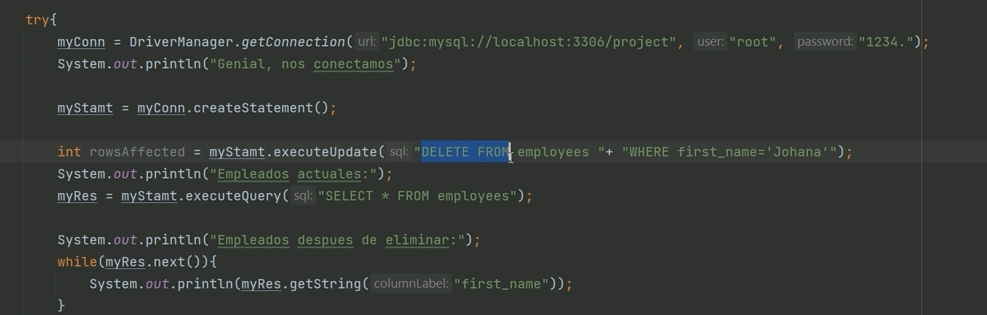 try{
myConn = DriverManager.getConnection( url: "jdbc:mysql://localhost:3306/project", user: "root", password: "1234.");
System.out.println("Genial, nos conectamos");
myStamt = myConn.createStatement();
int rowsAffected = myStamt.executeUpdate( sql: "DELETE FROM employees "+ "WHERE first_name='Johana'");
System.out.println("Empleados actuales:");
myRes = myStamt.executeQuery( sql: "SELECT * FROM employees");
System.out.println("Empleados despues de eliminar:");
while(myRes.next()){
System.out.println(myRes.getString( columnLabel: "first_name"));
}